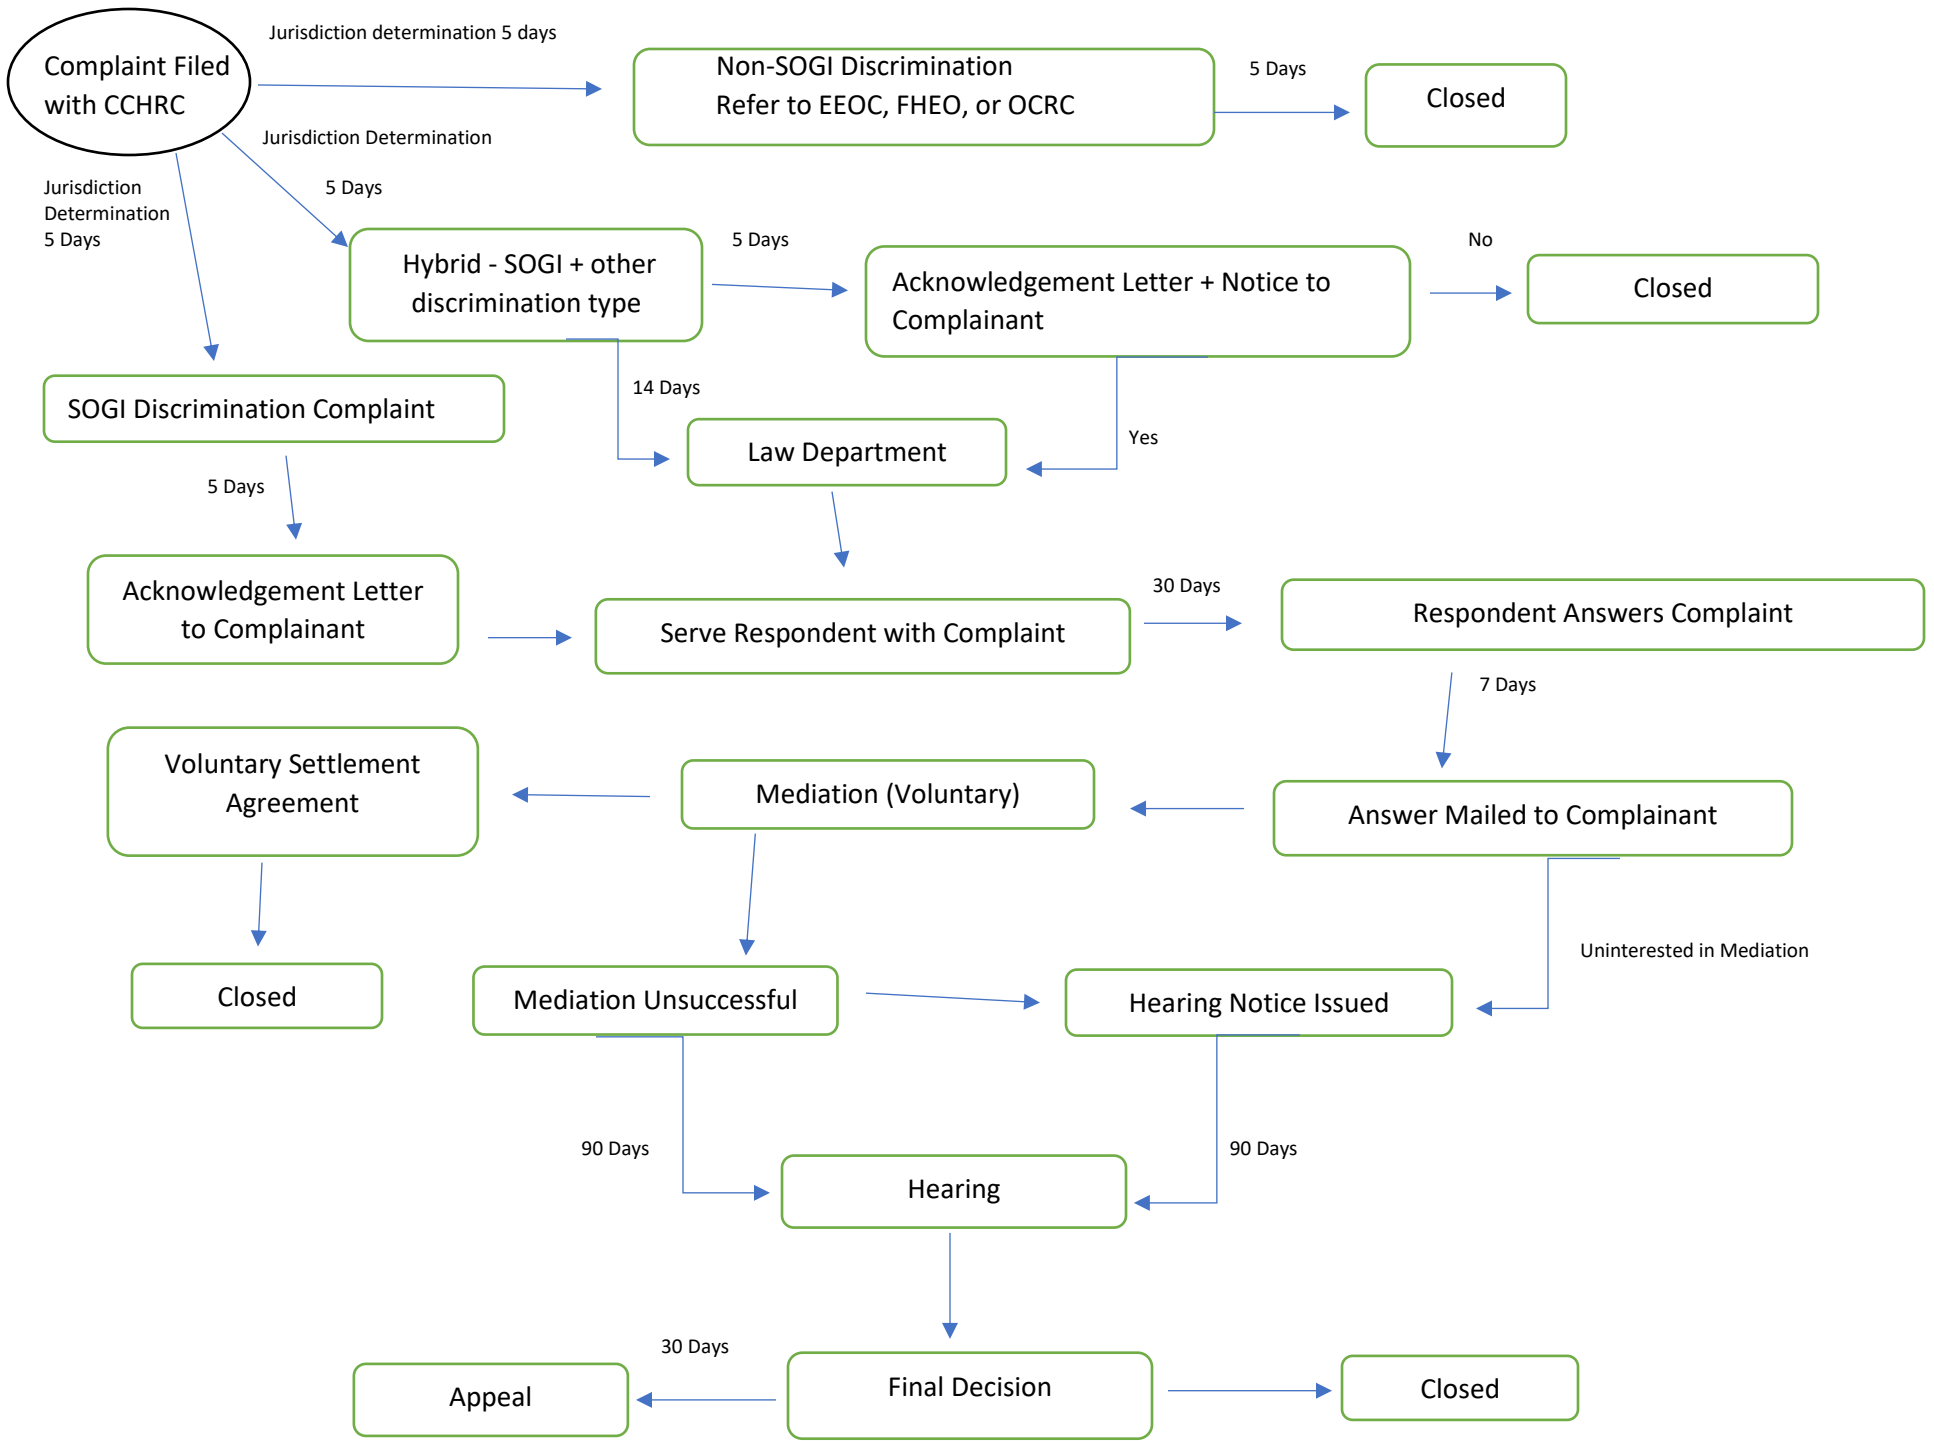 Jurisdiction determination 5 days
Complaint Filed
with CCHRC
Non-SOGI Discrimination
Refer to EEOC, FHEO, or OCRC
5 Days
Closed
Jurisdiction Determination
5 Days
Jurisdiction
Determination
5 Days
Hybrid - SOGI + other
discrimination type
5 Days
Acknowledgement Letter + Notice to
Complainant
No
Closed
14 Days
Yes
SOGI Discrimination Complaint
Law Department
5 Days
Acknowledgement Letter
to Complainant
Serve Respondent with Complaint
30 Days
Respondent Answers Complaint
7 Days
Voluntary Settlement
Agreement
Mediation (Voluntary)
Answer Mailed to Complainant
Uninterested in Mediation
Closed
Mediation Unsuccessful
Hearing Notice Issued
90 Days
90 Days
Hearing
30 Days
Appeal
Final Decision
Closed